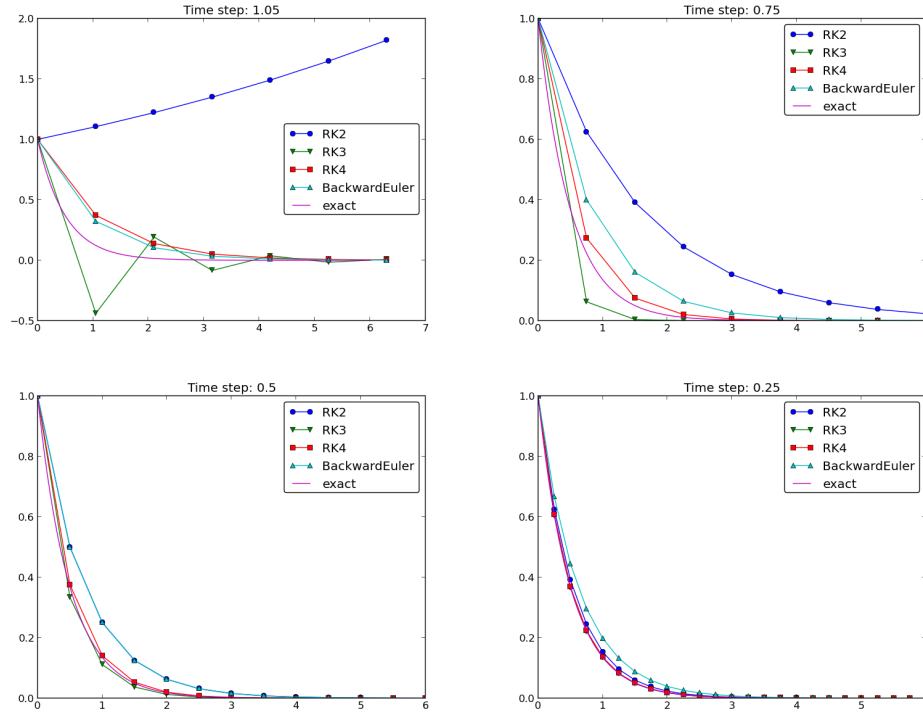 Time step: 1.05
2.0
1.5
1.0
0.5
0.0
−0.5
0 1 2 3 4 5 6 7
RK2
RK3
RK4
BackwardEuler
exact
Time step: 0.75
1.0
0.8
0.6
0.4
0.2
0.0
0 1 2 3 4 5
RK2
RK3
RK4
BackwardEuler
exact
Time step: 0.5
1.0
0.8
0.6
0.4
0.2
0.0
0 1 2 3 4 5 6
RK2
RK3
RK4
BackwardEuler
exact
Time step: 0.25
1.0
0.8
0.6
0.4
0.2
0.0
0 1 2 3 4 5
RK2
RK3
RK4
BackwardEuler
exact